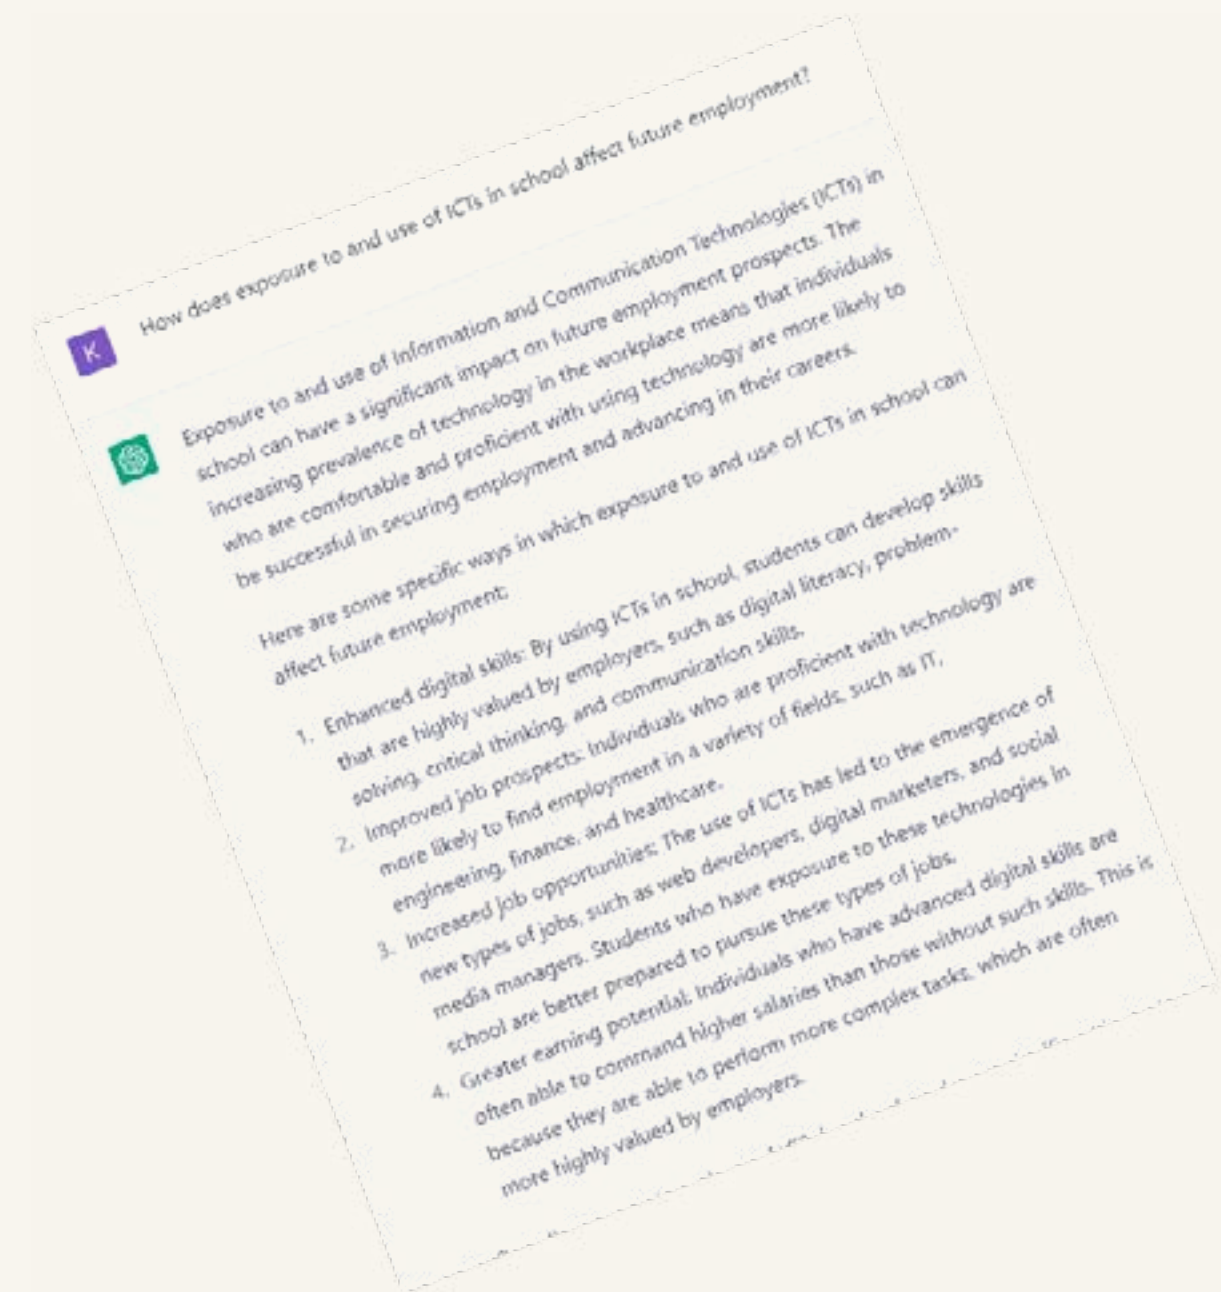 K
How does exposure to and use of ICTs in school affect future employment?
Exposure to and use of Information and Communication Technologies (ICTs) in
school can have a significant impact on future employment prospects. The
increasing prevalence of technology in the workplace means that individuals
who are comfortable and proficient with using technology are more likely to
be successful in securing employment and advancing in their careers.
Here are some specific ways in which exposure to and use of ICTs in school can
affect future employment:
1. Enhanced digital skills: By using ICTs in school, students can develop skills
that are highly valued by employers, such as digital literacy, problem-
solving, critical thinking, and communication skills.
2. Improved job prospects: Individuals who are proficient with technology are
more likely to find employment in a variety of fields, such as IT,
engineering, finance, and healthcare.
3. Increased job opportunities: The use of ICTs has led to the emergence of
new types of jobs, such as web developers, digital marketers, and social
media managers. Students who have exposure to these technologies in
school are better prepared to pursue these types of jobs.
4. Greater earning potential: Individuals who have advanced digital skills are
often able to command higher salaries than those without such skills. This is
because they are able to perform more complex tasks, which are often
more highly valued by employers.